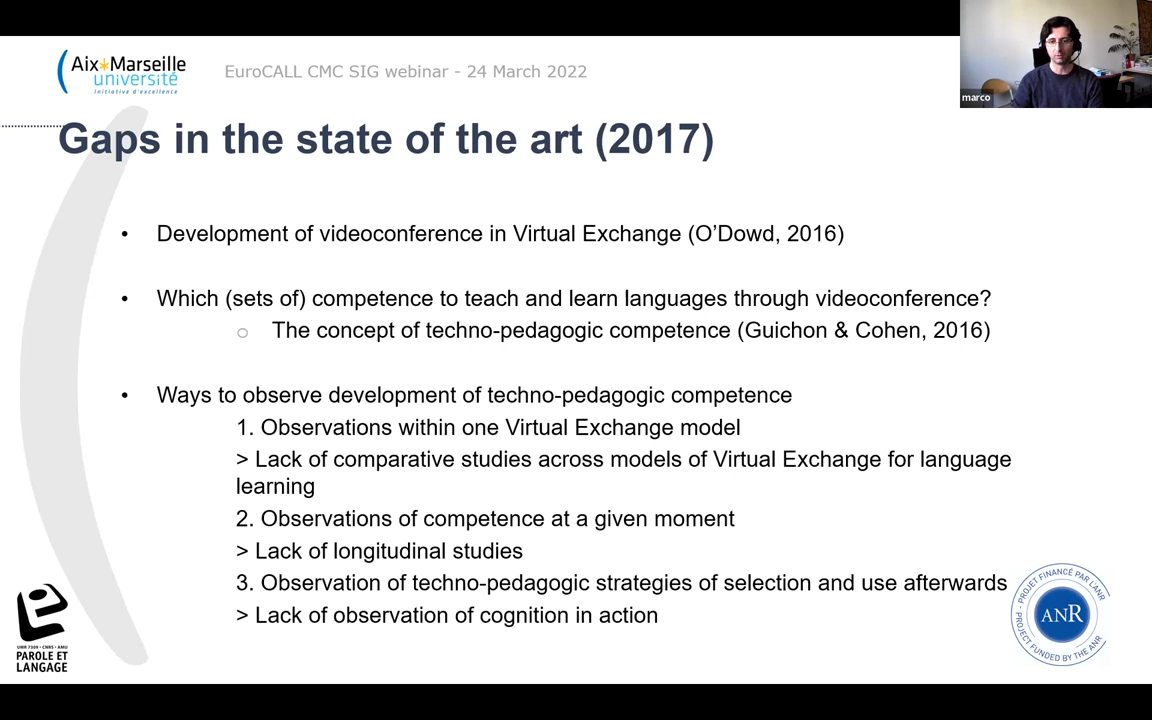 Aix*Marseille
université
Initiative d'excellence
EuroCALL CMC SIG webinar - 24 March 2022
marco
Gaps in the state of the art (2017)
• Development of videoconference in Virtual Exchange (O'Dowd, 2016)
• Which (sets of) competence to teach and learn languages through videoconference?
o The concept of techno-pedagogic competence (Guichon & Cohen, 2016)
• Ways to observe development of techno-pedagogic competence
1. Observations within one Virtual Exchange model
> Lack of comparative studies across models of Virtual Exchange for language
learning
2. Observations of competence at a given moment
> Lack of longitudinal studies
3. Observation of techno-pedagogic strategies of selection and use afterwards
> Lack of observation of cognition in action
UMR 7309 • CNRS • AMU
PAROLE ET
LANGAGE
PROJET FINANCÉ PAR L'ANR
ANR
PROJECT FUNDED BY THE ANR